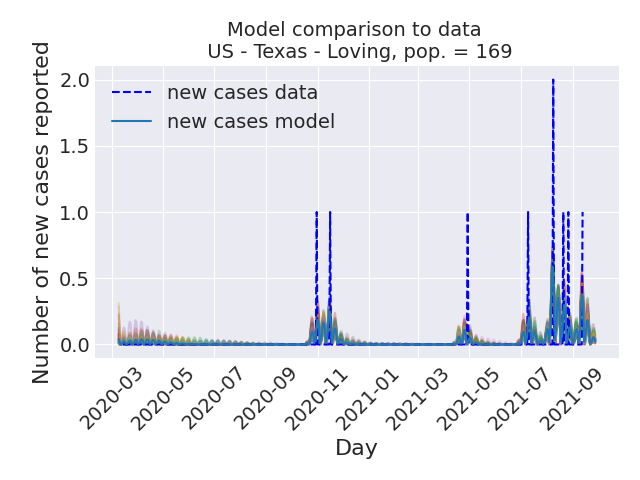 Model comparison to data
US - Texas - Loving, pop. = 169
new cases data
new cases model
Number of new cases reported
2.0
1.5
1.0
0.5
0.0
2020-03
2020-05
2020-07
2020-09
2020-11
2021-01
2021-03
2021-05
2021-07
2021-09
Day